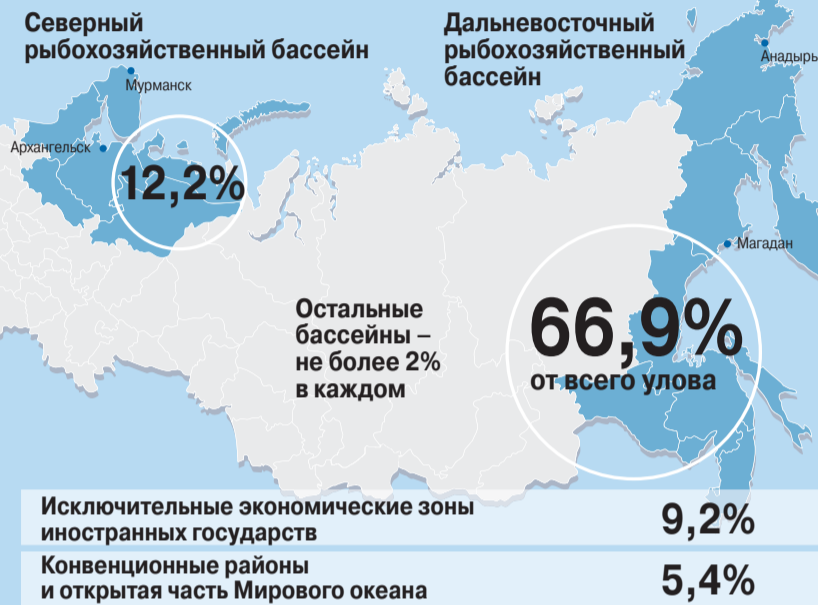 Северный
рыбохозяйственный бассейн
Дальневосточный
рыбохозяйственный
бассейн
Анадырь
Мурманск
Архангельск
12,2%
Магадан
Остальные
бассейны –
не более 2%
в каждом
66,9%
от всего улова
Исключительные экономические зоны
иностранных государств
9,2%
Конвенционные районы
и открытая часть Мирового океана
5,4%